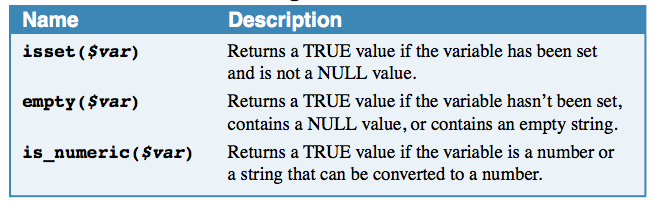 Name Description
isset($var) Returns a TRUE value if the variable has been set
and is not a NULL value.
empty($var) Returns a TRUE value if the variable hasn't been set,
contains a NULL value, or contains an empty string.
is_numeric($var) Returns a TRUE value if the variable is a number or
a string that can be converted to a number.